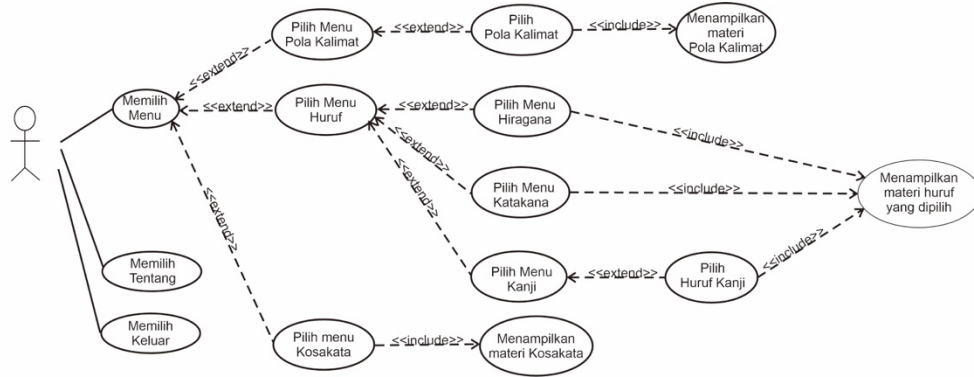 Pilih Menu
Pola Kalimat
<<extend>>
Pilih
Pola Kalimat
<<include>>
Menampilkan
materi
Pola Kalimat
<<extend>>
Memilih
Menu
<<extend>>
Pilih Menu
Huruf
<<extend>>
Pilih Menu
Hiragana
<<include>>
<<extend>>
Pilih Menu
Katakana
<<include>>
Menampilkan
materi huruf
yang dipilih
<<extend>>
<<extend>>
Pilih Menu
Kanji
<<extend>>
Pilih
Huruf Kanji
<<include>>
Memilih
Tentang
Memilih
Keluar
Pilih menu
Kosakata
<<include>>
Menampilkan
materi Kosakata